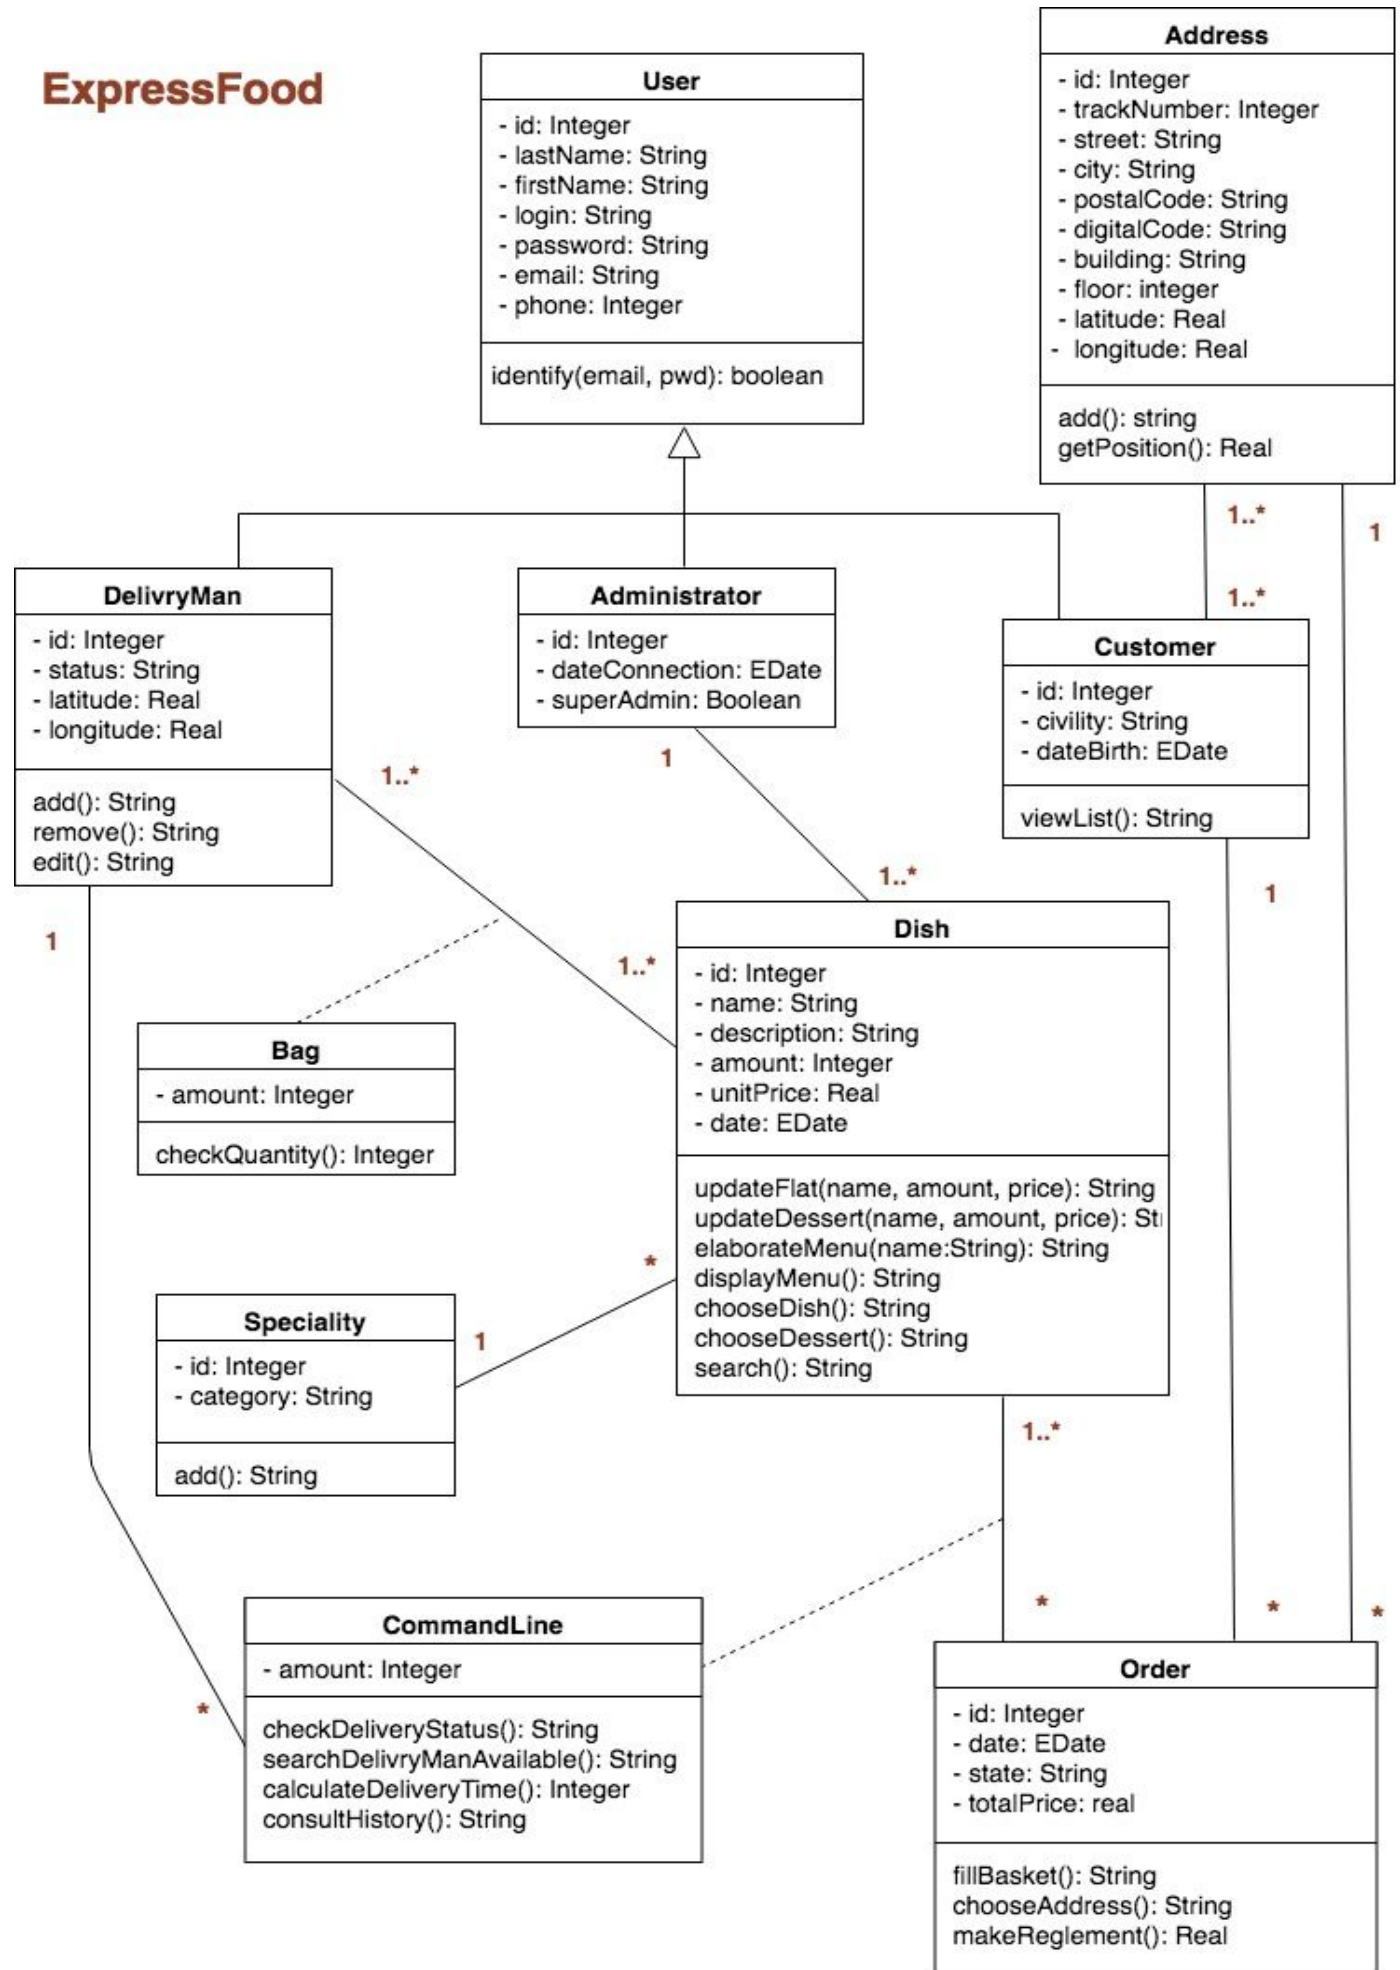 ExpressFood
User
- id: Integer
- lastName: String
- firstName: String
- login: String
- password: String
- email: String
- phone: Integer
identify(email, pwd): boolean
Address
- id: Integer
- trackNumber: Integer
- street: String
- city: String
- postalCode: String
- digitalCode: String
- building: String
- floor: integer
- latitude: Real
- longitude: Real
add(): string
getPosition(): Real
1..*
1
1..*
DelivryMan
- id: Integer
- status: String
- latitude: Real
- longitude: Real
add(): String
remove(): String
edit(): String
Administrator
- id: Integer
- dateConnection: EDate
- superAdmin: Boolean
Customer
- id: Integer
- civility: String
- dateBirth: EDate
viewList(): String
1..*
1
1..*
1
1
1..*
Bag
- amount: Integer
checkQuantity(): Integer
Dish
- id: Integer
- name: String
- description: String
- amount: Integer
- unitPrice: Real
- date: EDate
updateFlat(name, amount, price): String
updateDessert(name, amount, price): Stı
elaborateMenu(name:String): String
displayMenu(): String
chooseDish(): String
chooseDessert(): String
search(): String
*
1
Speciality
- id: Integer
- category: String
add(): String
1..*
*
*
*
*
CommandLine
- amount: Integer
checkDeliveryStatus(): String
searchDelivryManAvailable(): String
calculateDeliveryTime(): Integer
consultHistory(): String
Order
- id: Integer
- date: EDate
- state: String
- totalPrice: real
fillBasket(): String
chooseAddress(): String
makeReglement(): Real